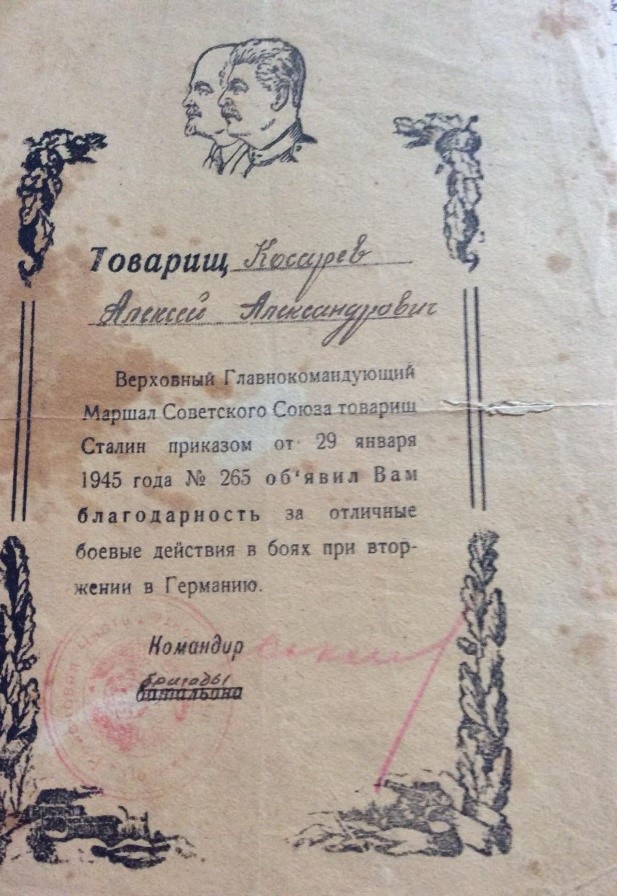 Товарищ Косарев
Алексей Александрович
Верховный Главнокомандующий
Маршал Советского Союза товарищ
Сталин приказом от 29 января
1945 года № 265 об'явил Вам
благодарность за отличные
боевые действия в боях при втор-
жении в Германию.
Командир
бригады
батальона